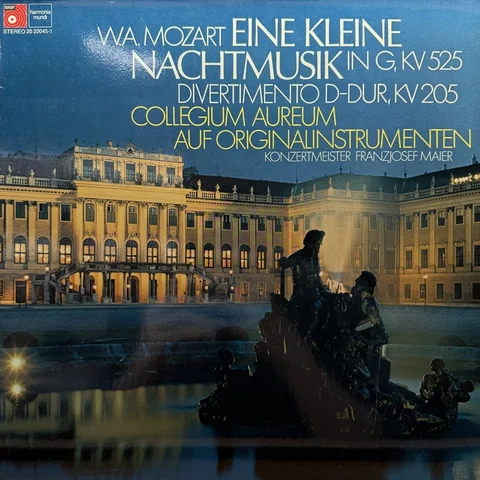 BASF
harmonia
mundi
STEREO 20 22045-1
W.A. MOZART EINE KLEINE
NACHTMUSIK IN G, KV 525
DIVERTIMENTO D-DUR, KV 205
COLLEGIUM AUREUM
AUF ORIGINALINSTRUMENTEN
KONZERTMEISTER FRANZJOSEF MAIER